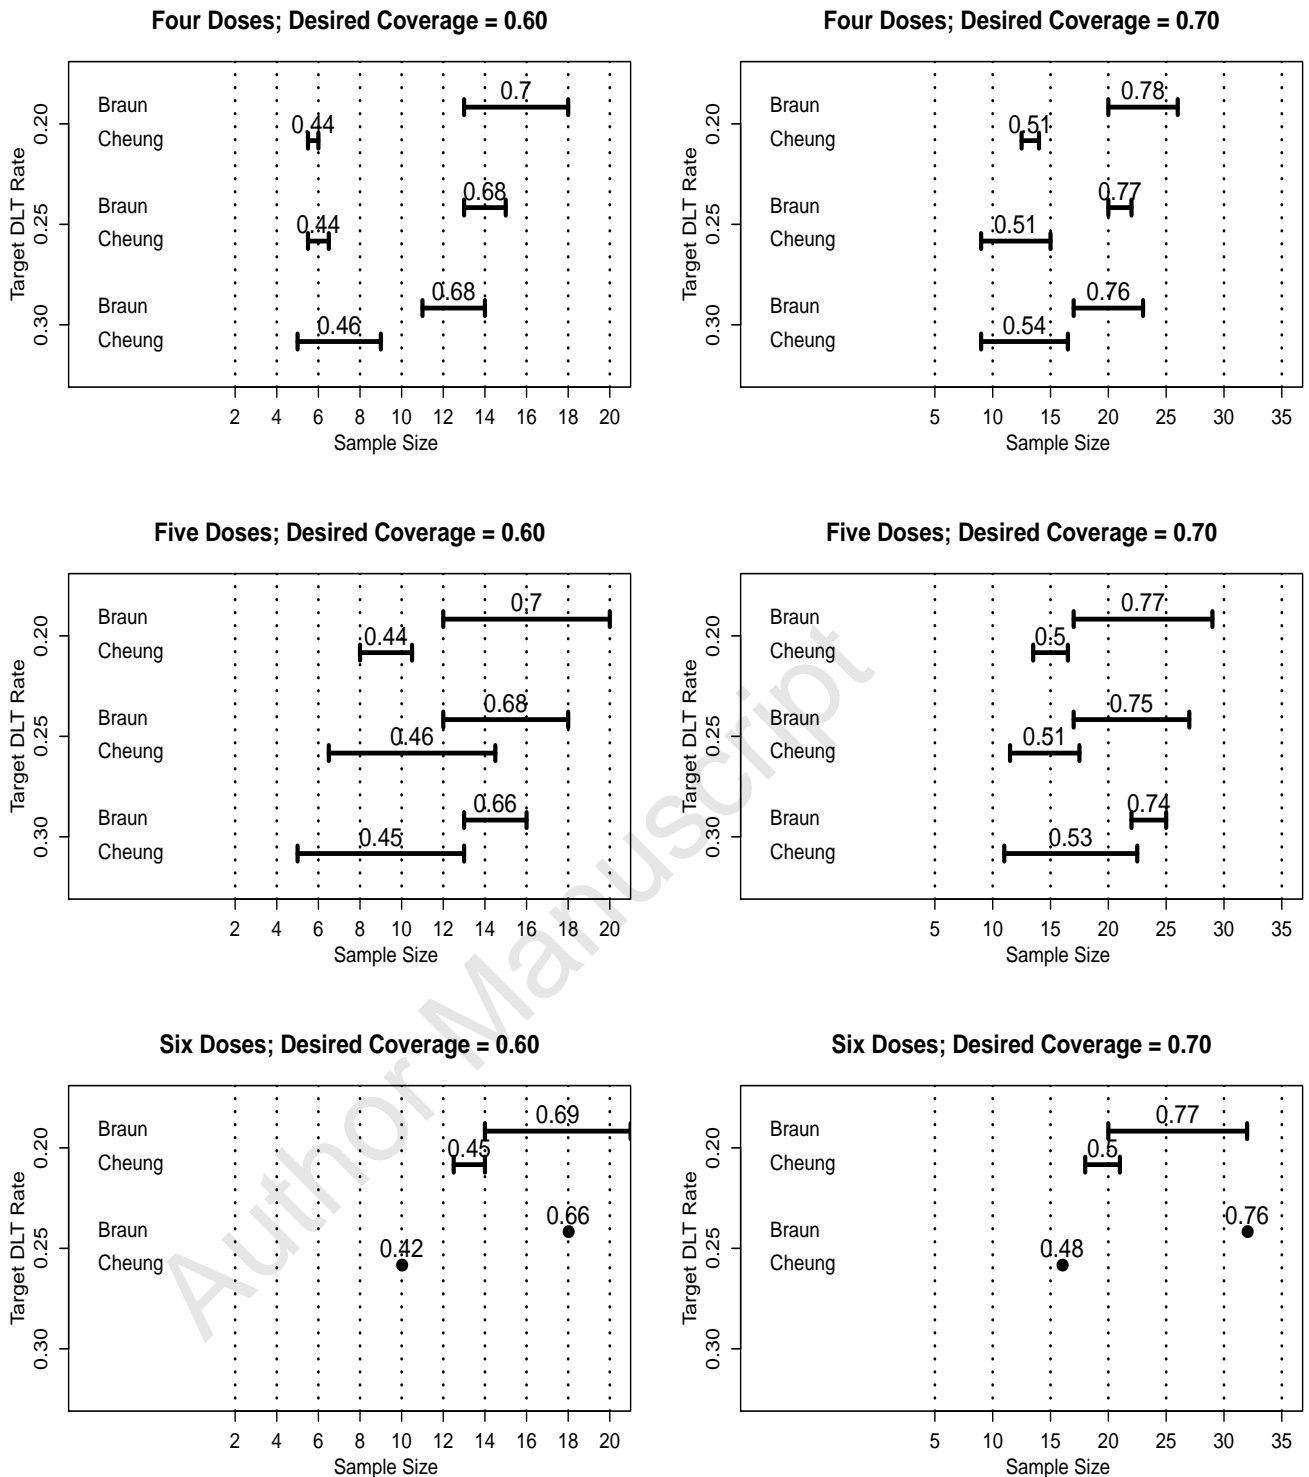 Four Doses; Desired Coverage = 0.60
Target DLT Rate
0.20
0.25
0.30
Braun
0.7
Cheung
0.44
Braun
0.68
Cheung
0.44
Braun
0.68
Cheung
0.46
2 4 6 8 10 12 14 16 18 20
Sample Size
Four Doses; Desired Coverage = 0.70
Target DLT Rate
0.20
0.25
0.30
Braun
0.78
Cheung
0.51
Braun
0.77
Cheung
0.51
Braun
0.76
Cheung
0.54
5 10 15 20 25 30 35
Sample Size
Five Doses; Desired Coverage = 0.60
Target DLT Rate
0.20
0.25
0.30
Braun
0.7
Cheung
0.44
Braun
0.68
Cheung
0.46
Braun
0.66
Cheung
0.45
2 4 6 8 10 12 14 16 18 20
Sample Size
Five Doses; Desired Coverage = 0.70
Target DLT Rate
0.20
0.25
0.30
Braun
0.77
Cheung
0.5
Braun
0.75
Cheung
0.51
Braun
0.74
Cheung
0.53
5 10 15 20 25 30 35
Sample Size
Six Doses; Desired Coverage = 0.60
Target DLT Rate
0.20
0.25
0.30
Braun
0.69
Cheung
0.45
Braun
0.66
Cheung
0.42
2 4 6 8 10 12 14 16 18 20
Sample Size
Six Doses; Desired Coverage = 0.70
Target DLT Rate
0.20
0.25
0.30
Braun
0.77
Cheung
0.5
Braun
0.76
Cheung
0.48
5 10 15 20 25 30 35
Sample Size
Author Manuscript